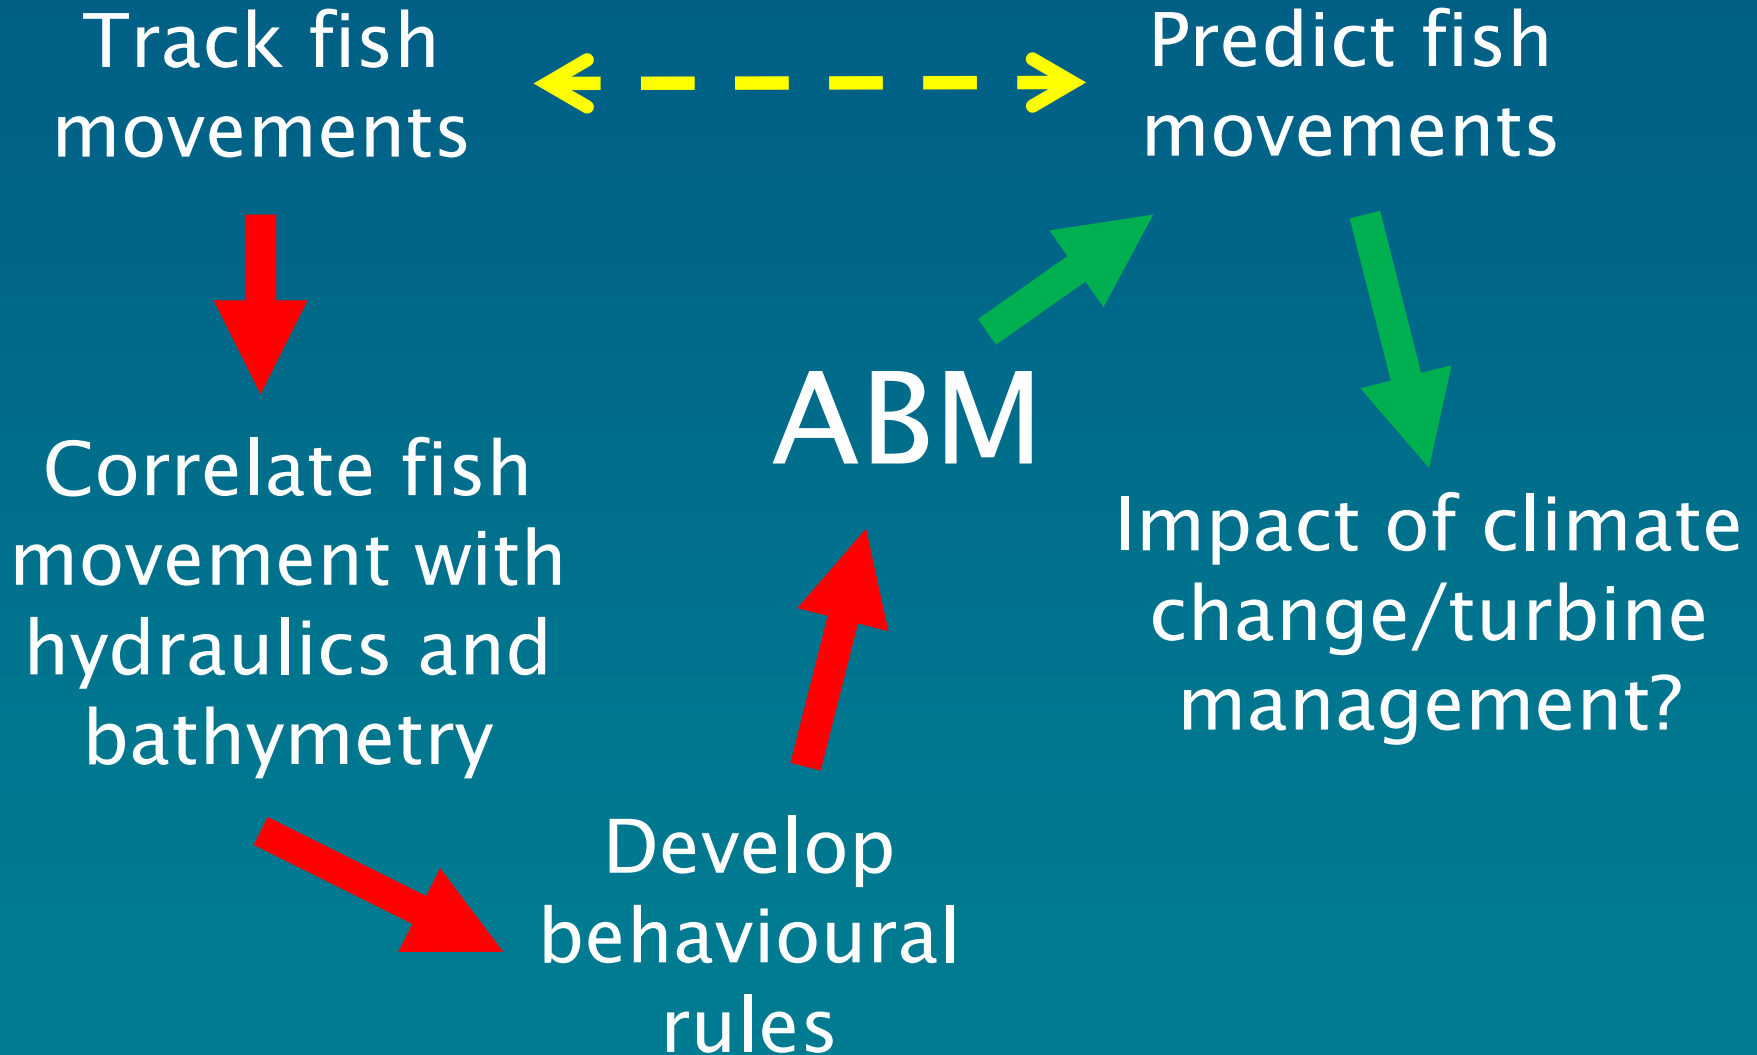 Track fish
movements
Predict fish
movements
ABM
Correlate fish
movement with
hydraulics and
bathymetry
Impact of climate
change/turbine
management?
Develop
behavioural
rules